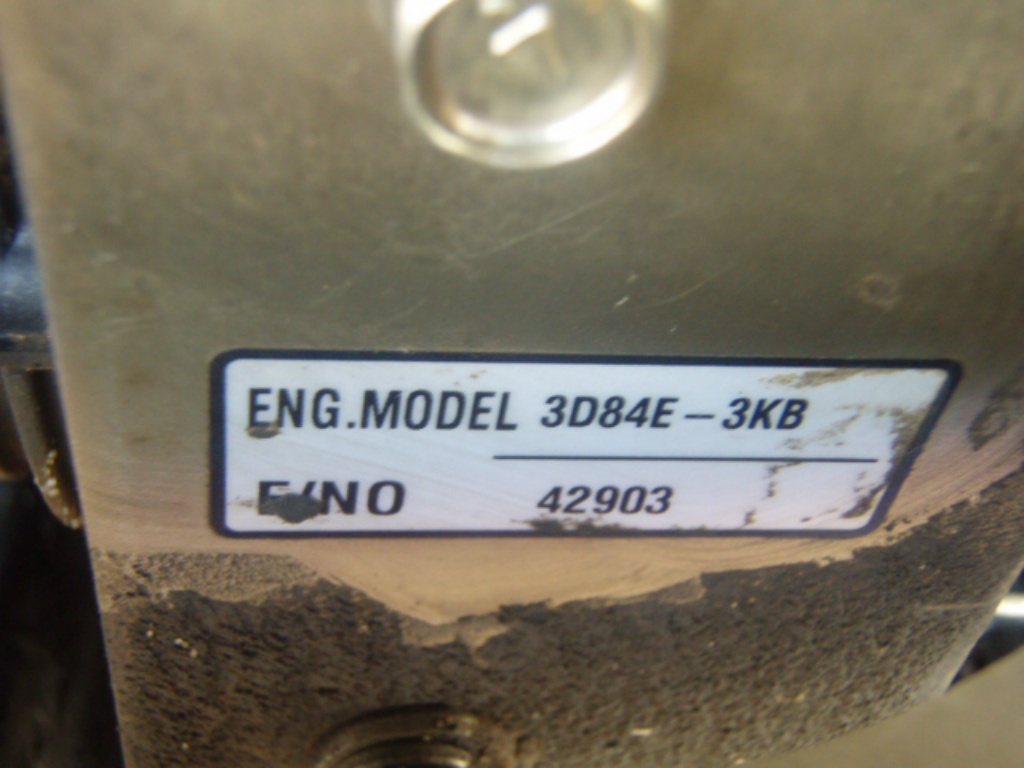 ENG.MODEL 3D84E-3KB
E/NO 42903